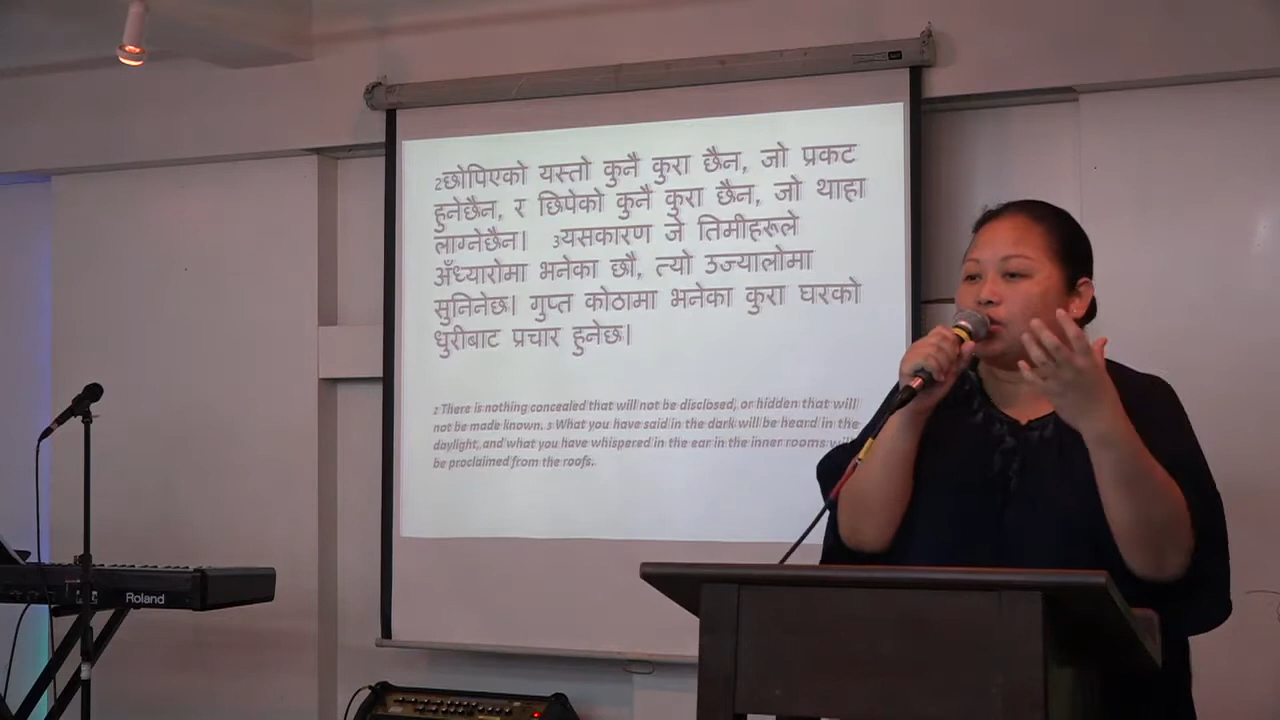 2छोपिएको यस्तो कुनै कुरा छैन, जो प्रकट
हुनेछैन, र छिपेको कुनै कुरा छैन, जो थाहा
लाग्नेछैन। 3यसकारण जे तिमीहरूले
अँध्यारोमा भनेका छौ, त्यो उज्यालोमा
सुनिनेछ। गुप्त कोठामा भनेका कुरा घरको
धुरीबाट प्रचार हुनेछ।
2 There is nothing concealed that will not be disclosed, or hidden that will
not be made known. 3 What you have said in the dark will be heard in the
daylight, and what you have whispered in the ear in the inner rooms will
be proclaimed from the roofs.
Roland